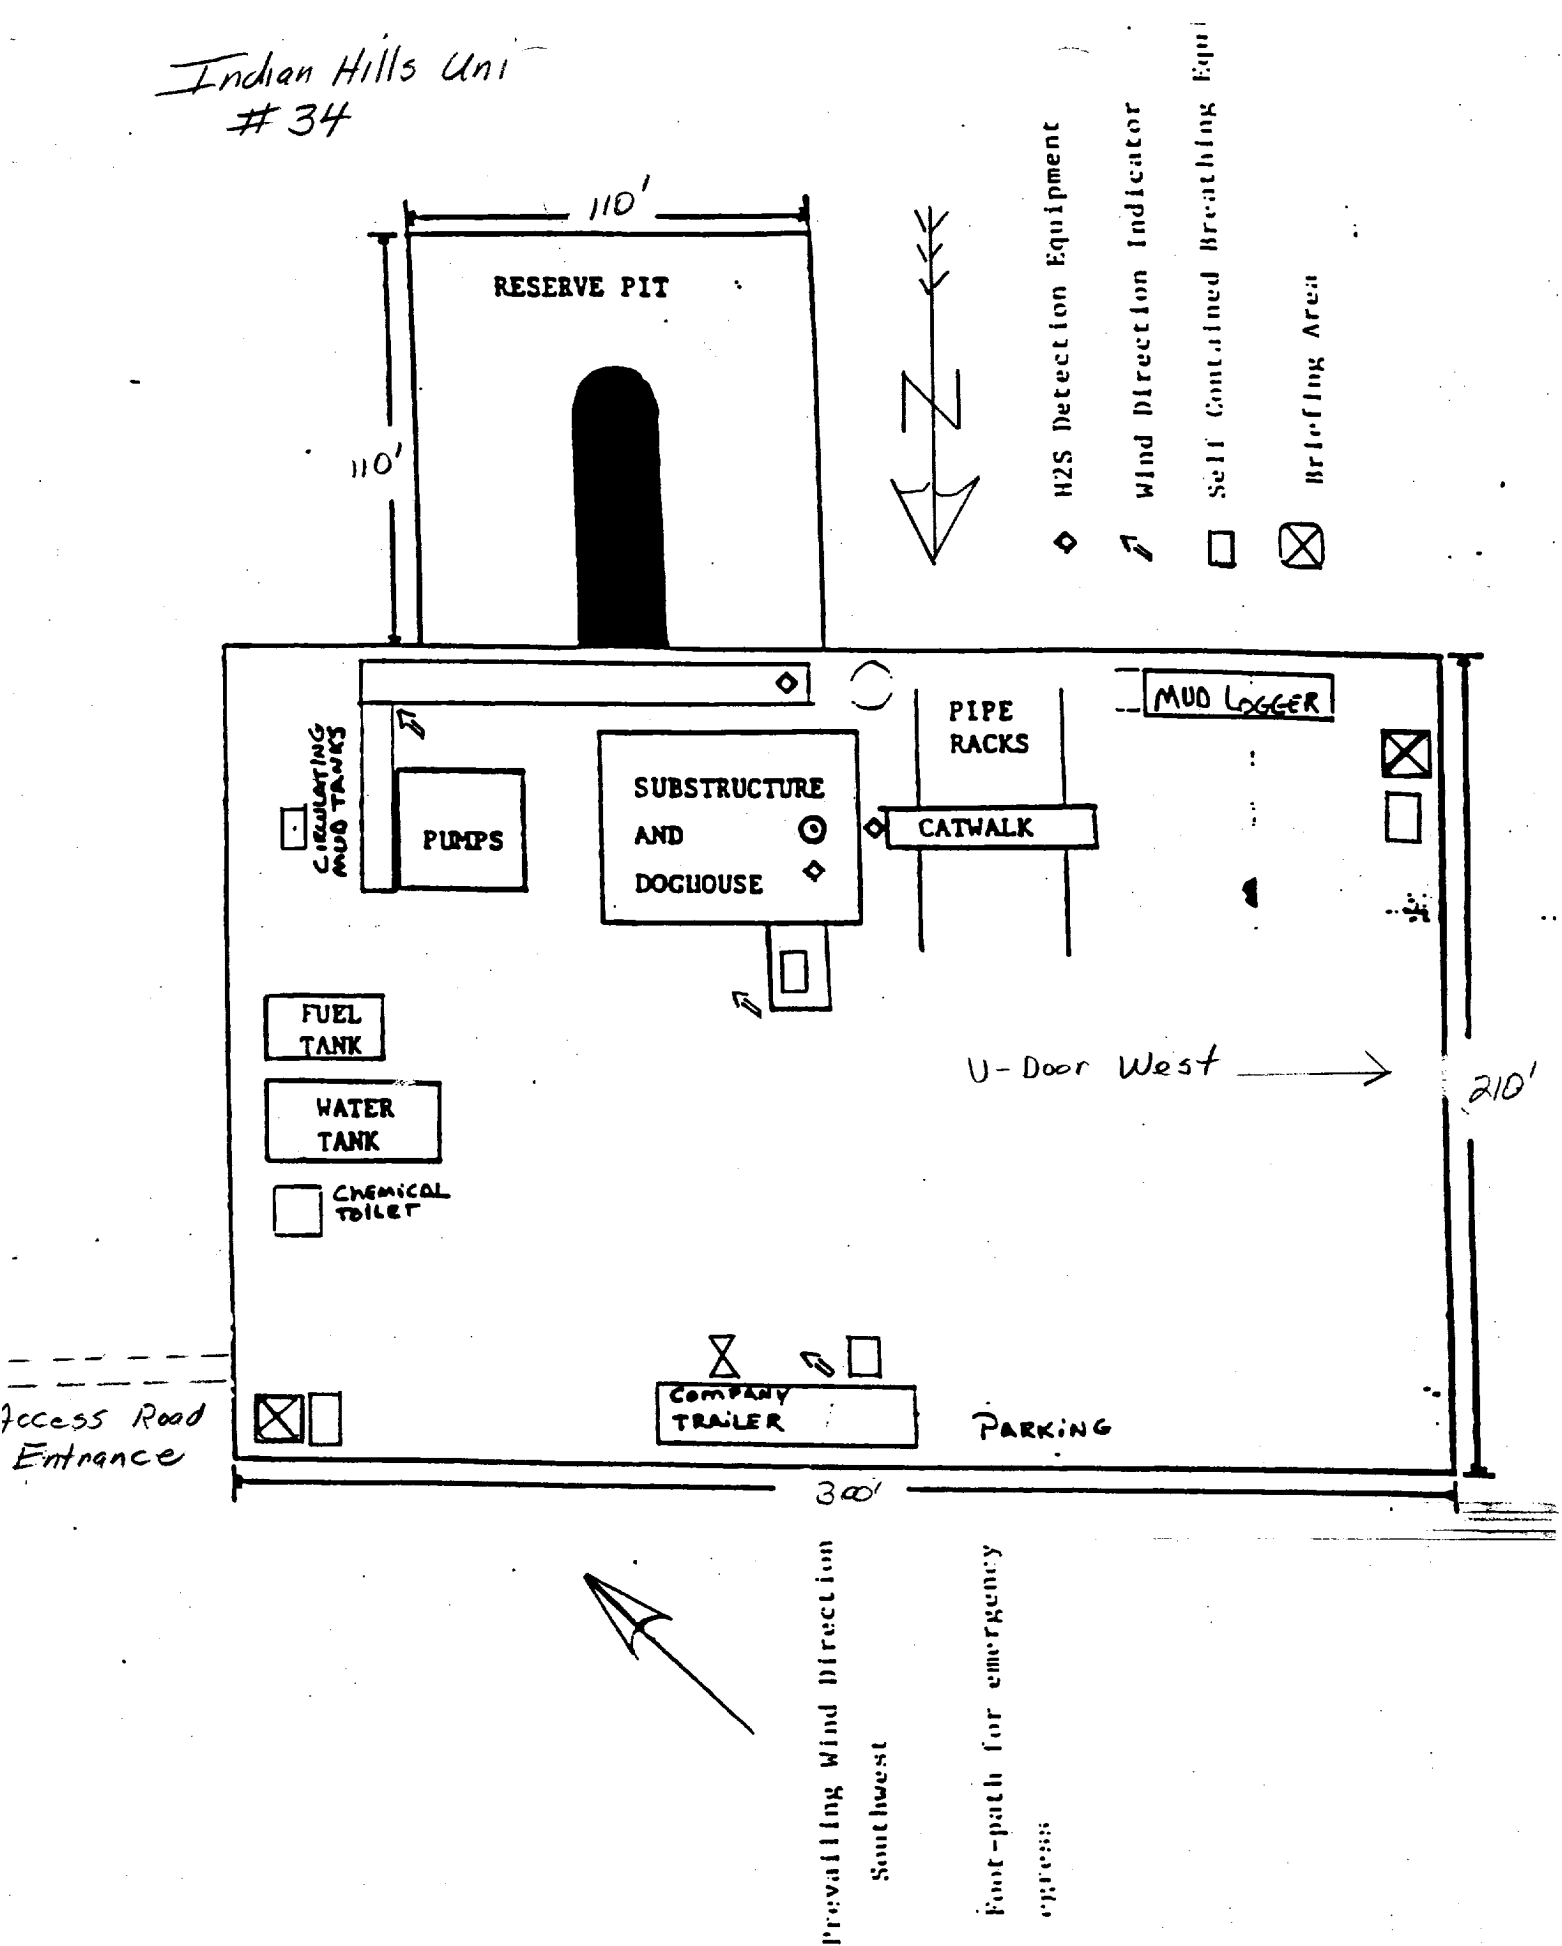 Indian Hills Uni
# 34
110'
110'
RESERVE PIT
N
H2S Detection Equipment
Wind Direction Indicator
Self Contained Breathing Equi
Briefing Area
CIRCULATING
MUD TANKS
PUMPS
SUBSTRUCTURE
AND
DOGHOUSE
PIPE
RACKS
CATWALK
MUD LOGGER
FUEL
TANK
WATER
TANK
CHEMICAL
TOILET
U-Door West
210'
Access Road
Entrance
COMPANY
TRAILER
PARKING
300'
Prevailing Wind Direction
Southwest
Foot-path for emergency
egress